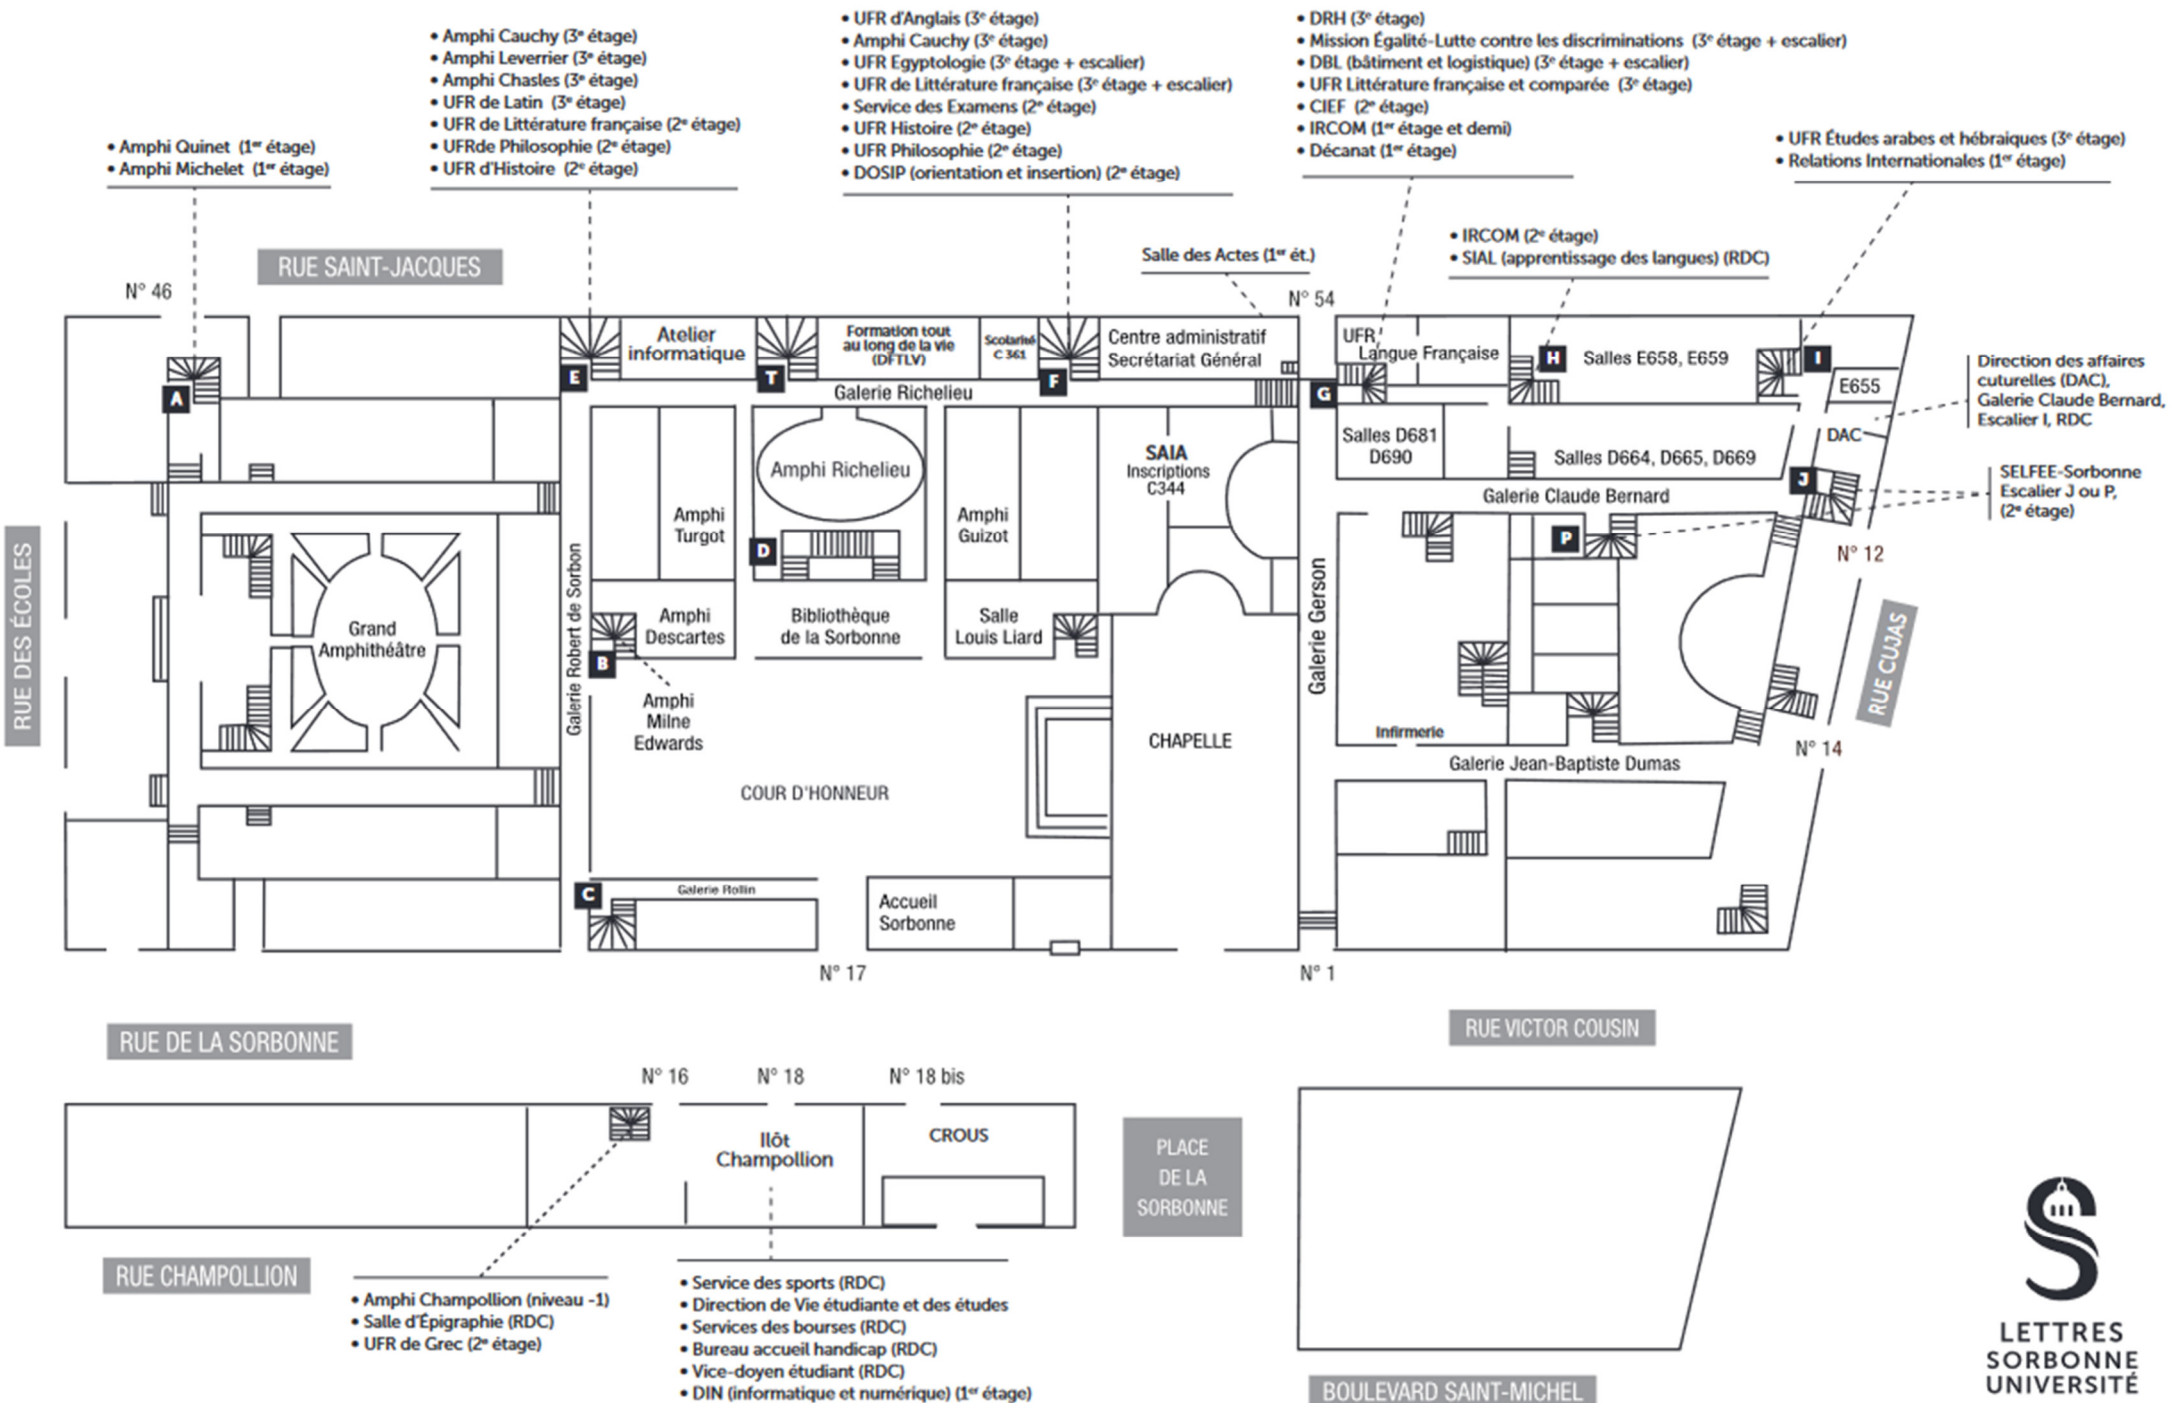 • Amphi Quinet (1er étage)
• Amphi Michelet (1er étage)
• Amphi Cauchy (3e étage)
• Amphi Leverrier (3e étage)
• Amphi Chasles (3e étage)
• UFR de Latin (3e étage)
• UFR de Littérature française (2e étage)
• UFRde Philosophie (2e étage)
• UFR d'Histoire (2e étage)
• UFR d'Anglais (3e étage)
• Amphi Cauchy (3e étage)
• UFR Egyptologie (3e étage + escalier)
• UFR de Littérature française (3e étage + escalier)
• Service des Examens (2e étage)
• UFR Histoire (2e étage)
• UFR Philosophie (2e étage)
• DOSIP (orientation et insertion) (2e étage)
• DRH (3e étage)
• Mission Égalité-Lutte contre les discriminations (3e étage + escalier)
• DBL (bâtiment et logistique) (3e étage + escalier)
• UFR Littérature française et comparée (3e étage)
• CIEF (2e étage)
• IRCOM (1er étage et demi)
• Décanat (1er étage)
• UFR Études arabes et hébraiques (3e étage)
• Relations Internationales (1er étage)
• IRCOM (2e étage)
• SIAL (apprentissage des langues) (RDC)
Salle des Actes (1er ét.)
RUE SAINT-JACQUES
N° 46
N° 54
A
E
Atelier
informatique
T
Formation tout
au long de la vie
(DFTLV)
Scolarité
C 361
F
Centre administratif
Secrétariat Général
G
UFR
Langue Française
H
Salles E658, E659
I
E655
DAC
Direction des affaires
cuturelles (DAC),
Galerie Claude Bernard,
Escalier I, RDC
Galerie Richelieu
Amphi Richelieu
SAIA
Inscriptions
C344
Salles D681
D690
Salles D664, D665, D669
J
SELFEE-Sorbonne
Escalier J ou P,
(2e étage)
Galerie Claude Bernard
RUE DES ÉCOLES
Grand
Amphithéâtre
Galerie Robert de Sorbon
Amphi
Turgot
D
Amphi
Guizot
P
N° 12
Amphi
Descartes
Bibliothèque
de la Sorbonne
Salle
Louis Liard
B
Amphi
Milne
Edwards
Galerie Gerson
RUE CUJAS
CHAPELLE
Infirmerie
N° 14
Galerie Jean-Baptiste Dumas
COUR D'HONNEUR
C
Galerie Rollin
Accueil
Sorbonne
N° 17
N° 1
RUE DE LA SORBONNE
RUE VICTOR COUSIN
N° 16
N° 18
N° 18 bis
Ilôt
Champollion
CROUS
PLACE
DE LA
SORBONNE
RUE CHAMPOLLION
• Amphi Champollion (niveau -1)
• Salle d'Épigraphie (RDC)
• UFR de Grec (2e étage)
• Service des sports (RDC)
• Direction de Vie étudiante et des études
• Services des bourses (RDC)
• Bureau accueil handicap (RDC)
• Vice-doyen étudiant (RDC)
• DIN (informatique et numérique) (1er étage)
BOULEVARD SAINT-MICHEL
LETTRES
SORBONNE
UNIVERSITÉ